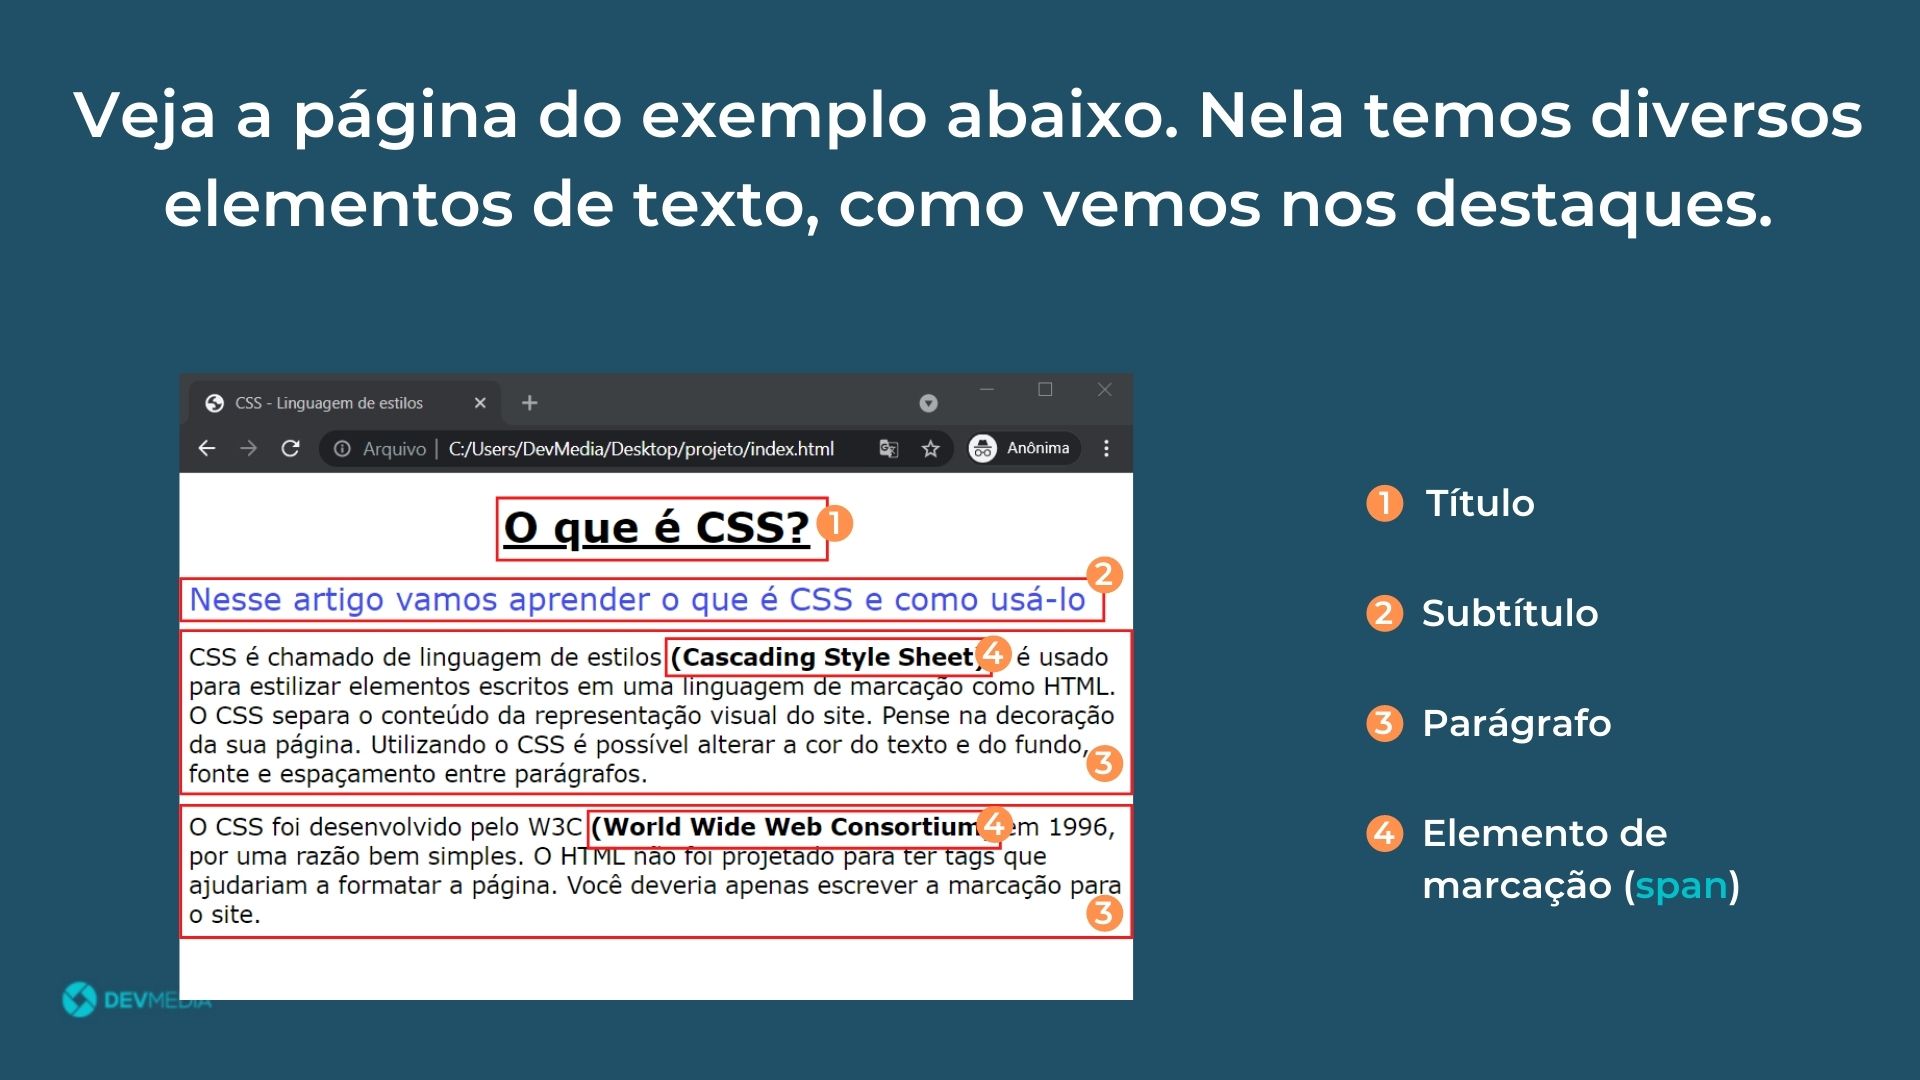 Veja a página do exemplo abaixo. Nela temos diversos
elementos de texto, como vemos nos destaques.
CSS - Linguagem de estilos
Arquivo | C:/Users/DevMedia/Desktop/projeto/index.html
Anônima
O que é CSS? 1
2
Nesse artigo vamos aprender o que é CSS e como usá-lo
CSS é chamado de linguagem de estilos (Cascading Style Sheet) 4 é usado
para estilizar elementos escritos em uma linguagem de marcação como HTML.
O CSS separa o conteúdo da representação visual do site. Pense na decoração
da sua página. Utilizando o CSS é possível alterar a cor do texto e do fundo,
3
fonte e espaçamento entre parágrafos.
O CSS foi desenvolvido pelo W3C (World Wide Web Consortium) 4 em 1996,
por uma razão bem simples. O HTML não foi projetado para ter tags que
ajudariam a formatar a página. Você deveria apenas escrever a marcação para
o site.
3
1 Título
2 Subtítulo
3 Parágrafo
4 Elemento de
marcação (span)
DEVMEDIA